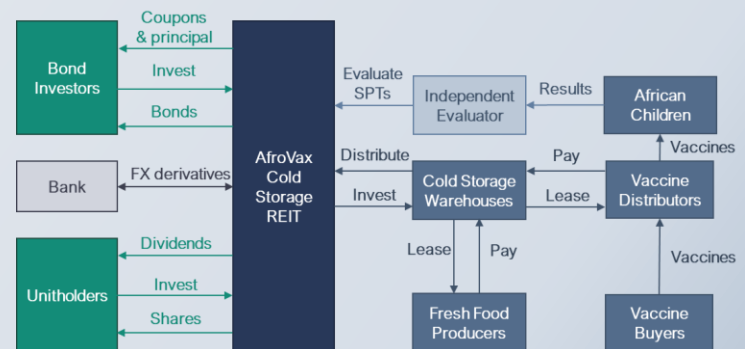 Coupons
& principal
Bond
Investors
Invest
Bonds
Bank
FX derivatives
Dividends
Unitholders
Invest
Shares
AfroVax
Cold
Storage
REIT
Evaluate
SPTs
Independent
Evaluator
Results
African
Children
Vaccines
Distribute
Invest
Cold Storage
Warehouses
Pay
Lease
Vaccine
Distributors
Lease
Pay
Vaccines
Fresh Food
Producers
Vaccine
Buyers